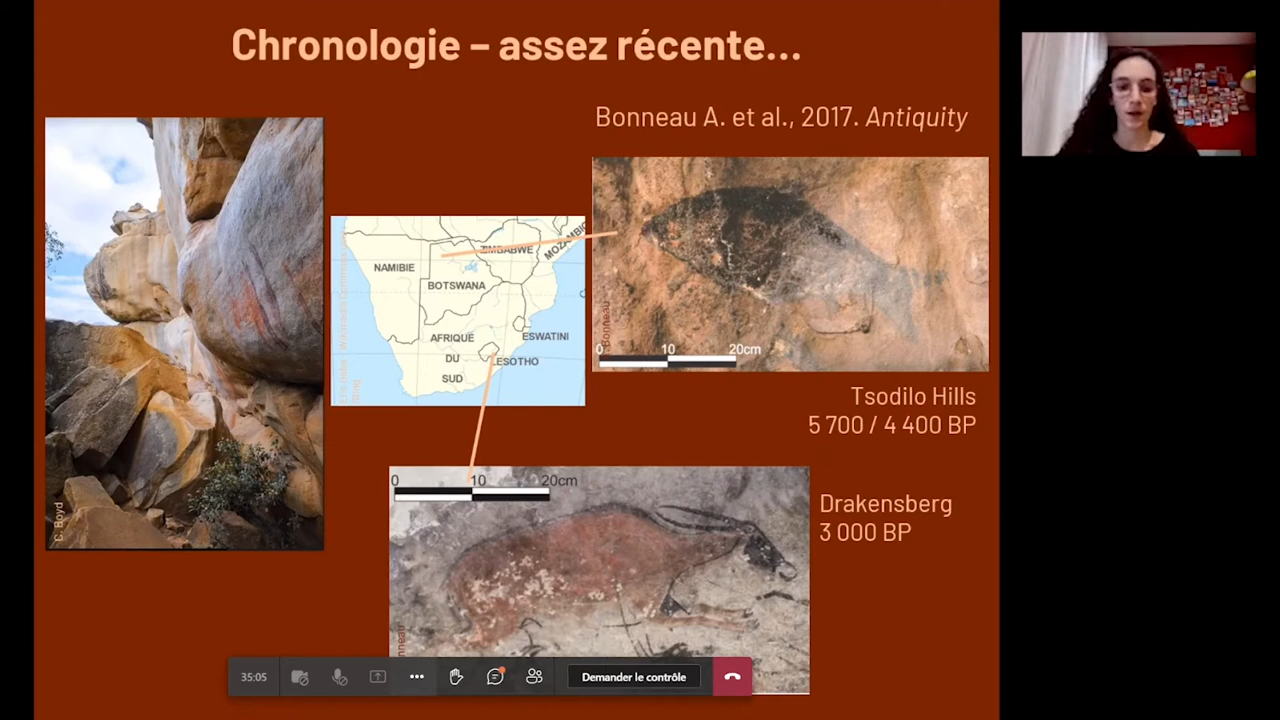 Chronologie – assez récente...
Bonneau A. et al., 2017. Antiquity
C. Boyd
NAMIBIE
ZIMBABWE
BOTSWANA
AFRIQUE
DU
SUD
ESWATINI
LESOTHO
Bonneau
0 10 20cm
Tsodilo Hills
5 700 / 4 400 BP
0 10 20cm
Drakensberg
3 000 BP
35:05
Demander le contrôle